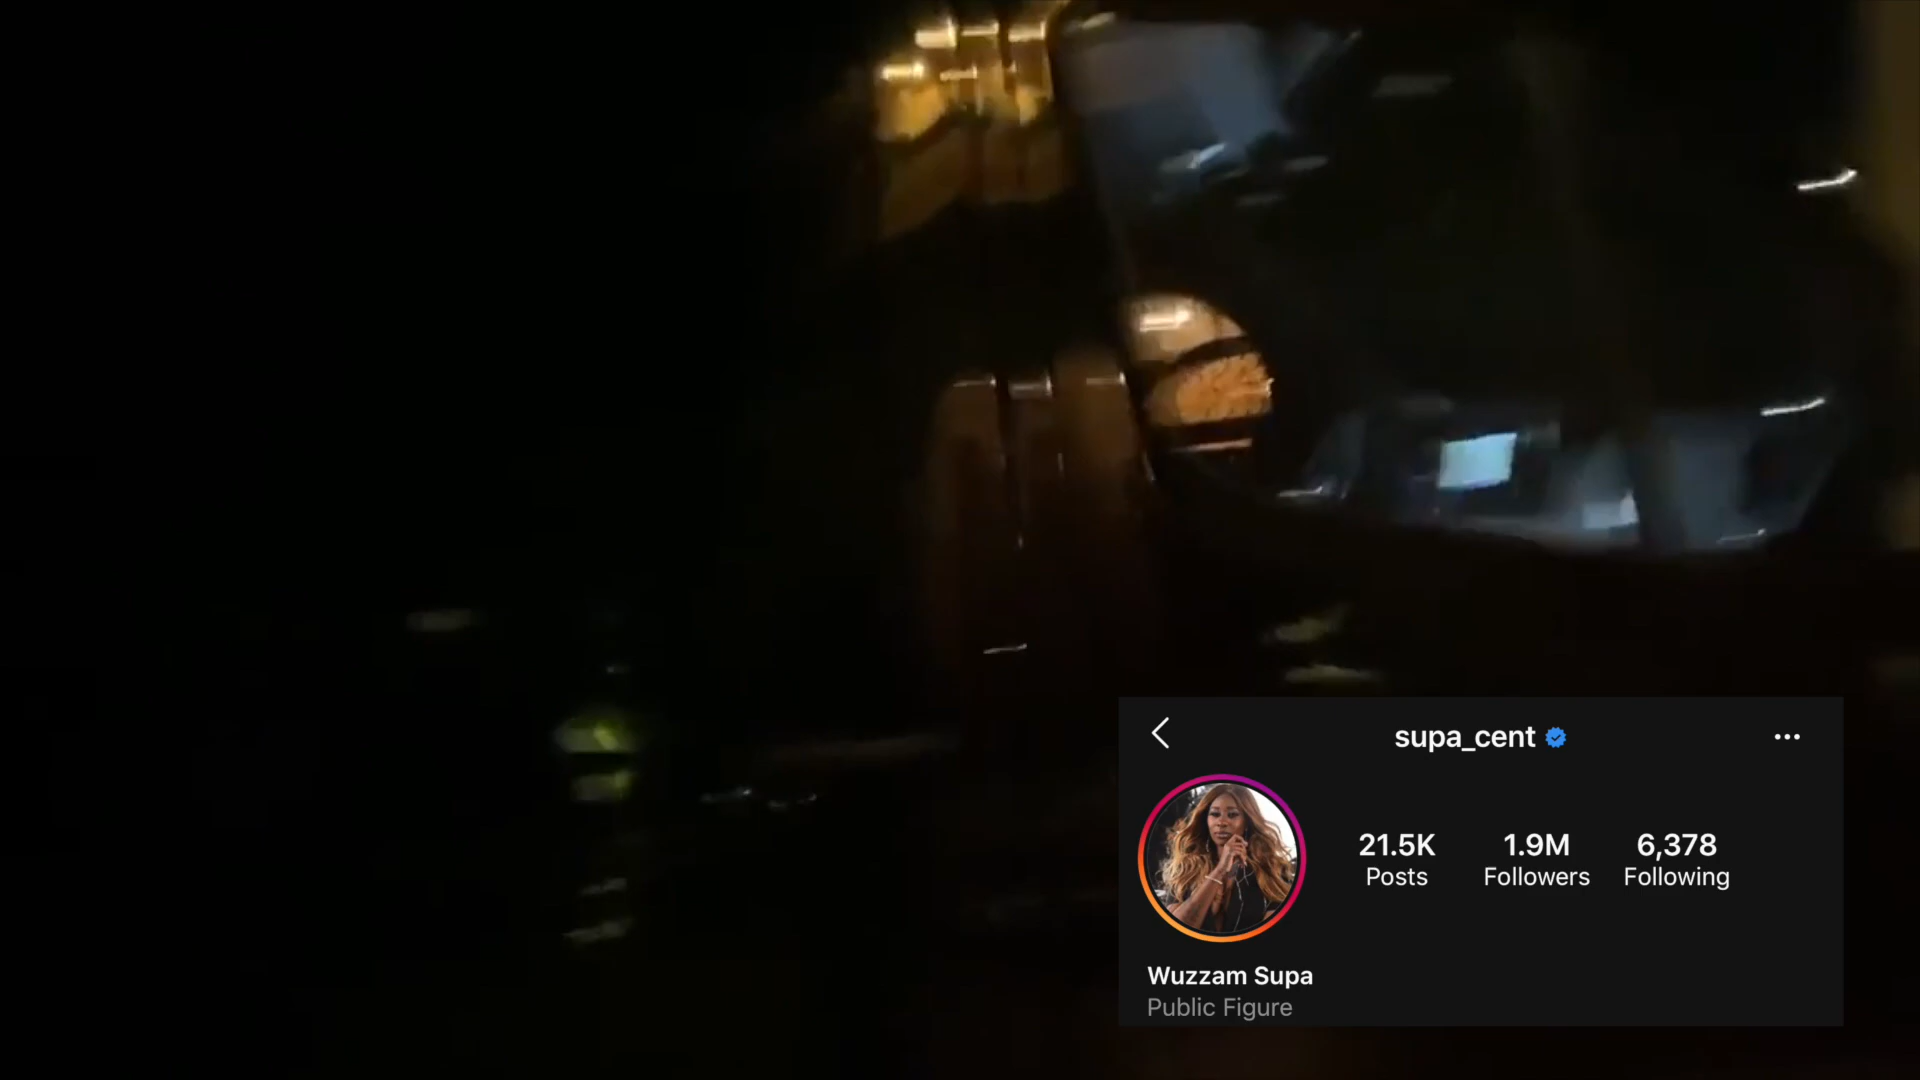 supa_cent
21.5K 1.9M 6,378
Posts Followers Following
Wuzzam Supa
Public Figure